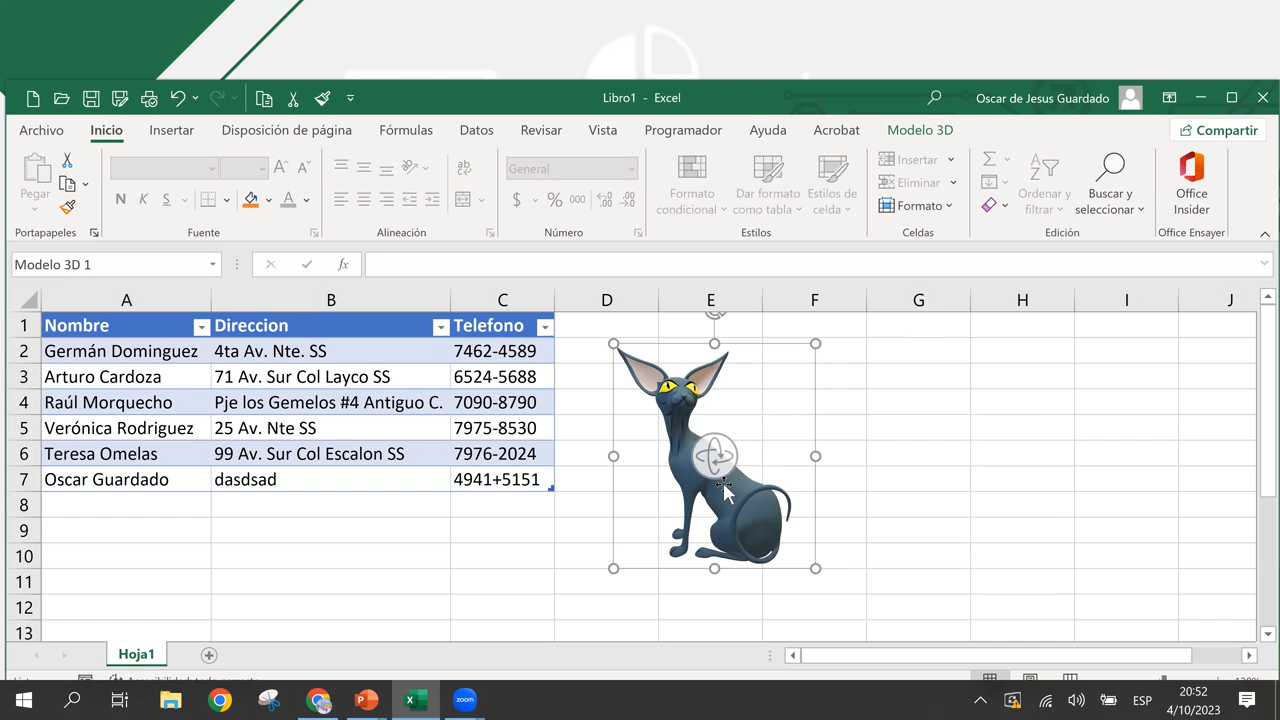 Libro1 - Excel
Oscar de Jesus Guardado
Archivo Inicio Insertar Disposición de página Fórmulas Datos Revisar Vista Programador Ayuda Acrobat Modelo 3D Compartir
Pegar
N K S
ab
General
$ % 000
Formato condicional
Dar formato como tabla
Estilos de celda
Insertar
Eliminar
Formato
Ordenar y filtrar
Buscar y seleccionar
Office Insider
Portapapeles Fuente Alineación Número Estilos Celdas Edición Office Ensayer
Modelo 3D 1 fx
A B C D E F G H I J
1 Nombre Direccion Telefono
2 Germán Dominguez 4ta Av. Nte. SS 7462-4589
3 Arturo Cardoza 71 Av. Sur Col Layco SS 6524-5688
4 Raúl Morquecho Pje los Gemelos #4 Antiguo C. 7090-8790
5 Verónica Rodriguez 25 Av. Nte SS 7975-8530
6 Teresa Omelas 99 Av. Sur Col Escalon SS 7976-2024
7 Oscar Guardado dasdsad 4941+5151
8
9
10
11
12
13
Hoja1
zoom
ESP
20:52
4/10/2023